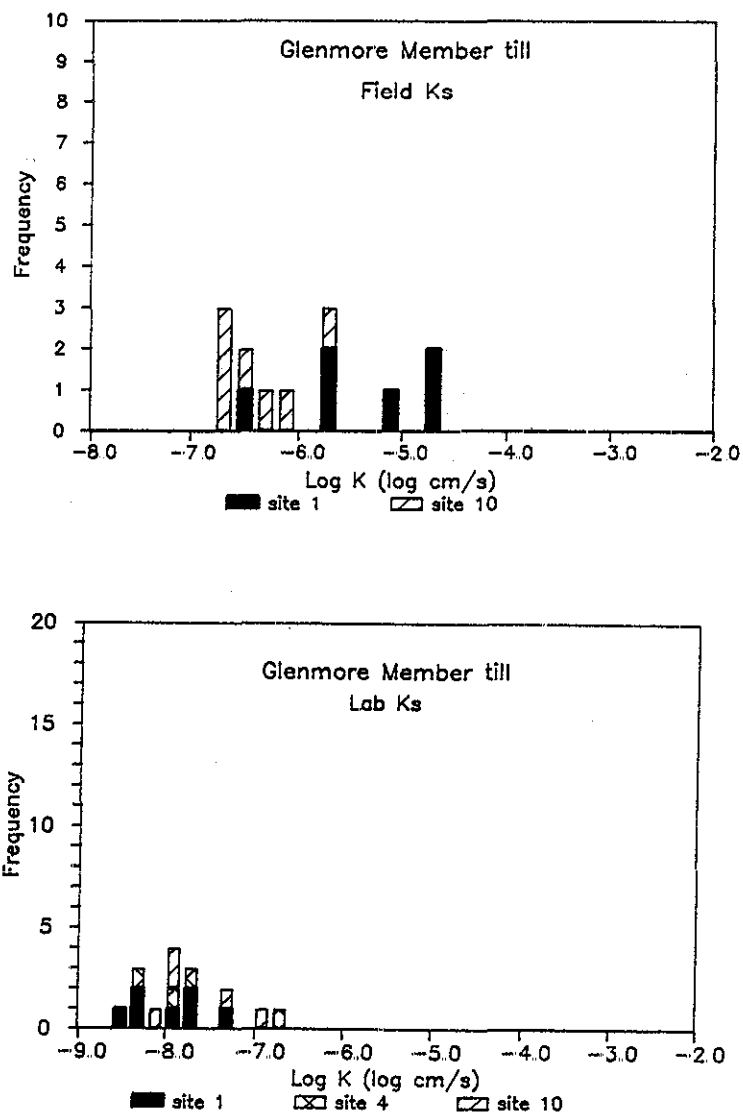 Glenmore Member till
Field Ks
10
9
8
7
6
5
4
3
2
1
0
Frequency
-8.0 -7.0 -6.0 -5.0 -4.0 -3.0 -2.0
Log K (log cm/s)
site 1 site 10
Glenmore Member till
Lab Ks
20
15
10
5
0
Frequency
-9.0 -8.0 -7.0 -6.0 -5.0 -4.0 -3.0 -2.0
Log K (log cm/s)
site 1 site 4 site 10